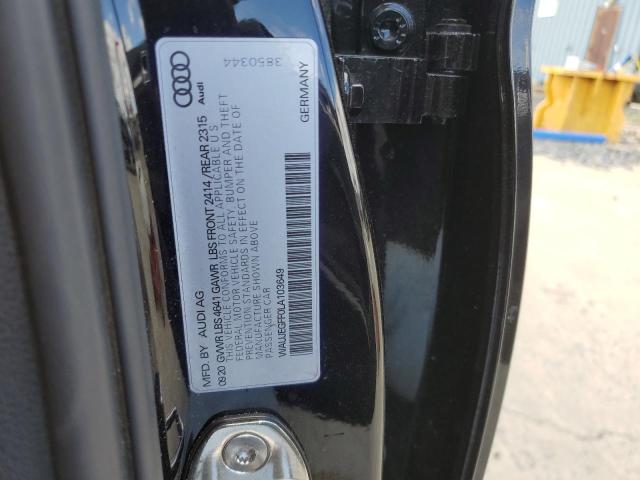 MFD. BY AUDI AG
09/20 GVWR LBS 4641 GAWR LBS FRONT 2414 /REAR 2315
THIS VEHICLE CONFORMS TO ALL APPLICABLE U S
FEDERAL MOTOR VEHICLE SAFETY, BUMPER AND THEFT
PREVENTION STANDARDS IN EFFECT ON THE DATE OF
MANUFACTURE SHOWN ABOVE
PASSENGER CAR
WAUJEGFF0LA103649
GERMANY
Audi
3850344